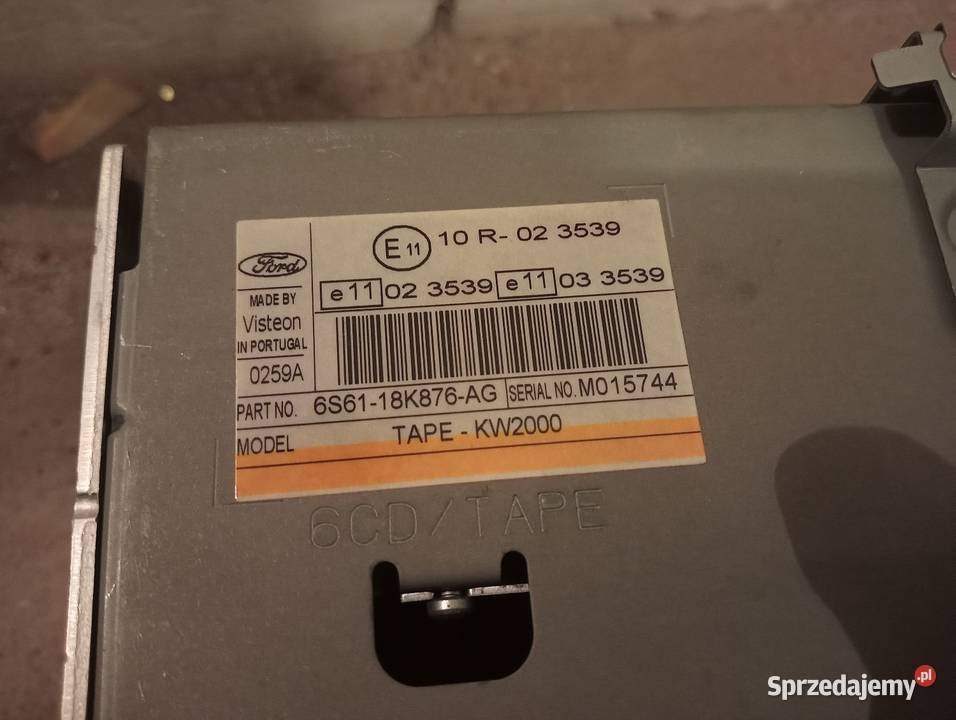 E11 10 R- 02 3539
Ford
e11 02 3539 e11 03 3539
MADE BY
Visteon
IN PORTUGAL
0259A
PART NO. 6S61-18K876-AG SERIAL NO. M015744
MODEL TAPE - KW2000
6CD/TAPE
Sprzedajemy.pl